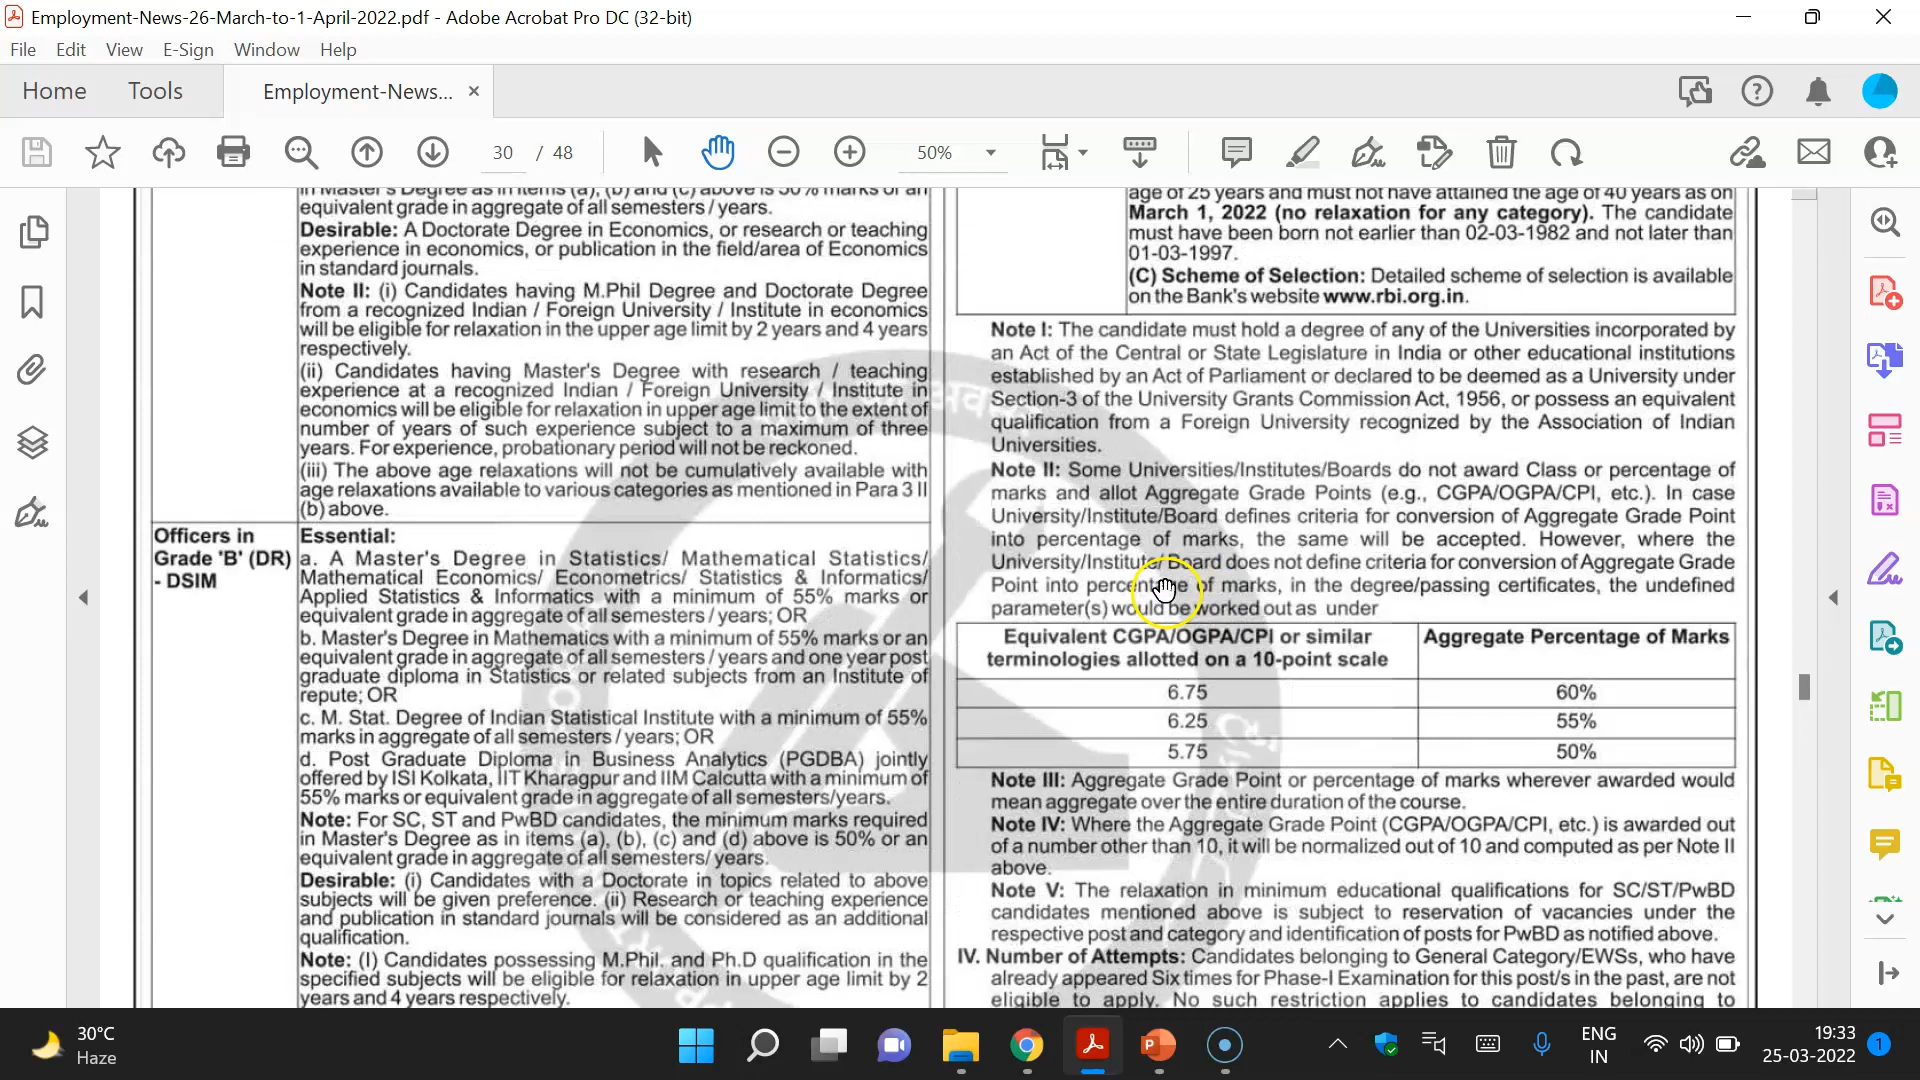 Employment-News-26-March-to-1-April-2022.pdf - Adobe Acrobat Pro DC (32-bit)
File Edit View E-Sign Window Help
Home Tools Employment-News... ×
30 / 48 50%
in Master's Degree as in items (a), (b) and (c) above is 50% marks or an
equivalent grade in aggregate of all semesters / years.
Desirable: A Doctorate Degree in Economics, or research or teaching
experience in economics, or publication in the field/area of Economics
in standard journals.
Note II: (i) Candidates having M.Phil Degree and Doctorate Degree
from a recognized Indian / Foreign University / Institute in economics
will be eligible for relaxation in the upper age limit by 2 years and 4 years
respectively.
(ii) Candidates having Master's Degree with research / teaching
experience at a recognized Indian / Foreign University / Institute in
economics will be eligible for relaxation in upper age limit to the extent of
number of years of such experience subject to a maximum of three
years. For experience, probationary period will not be reckoned.
(iii) The above age relaxations will not be cumulatively available with
age relaxations available to various categories as mentioned in Para 3 II
(b) above.
Officers in
Grade 'B' (DR)
- DSIM
Essential:
a. A Master's Degree in Statistics/ Mathematical Statistics/
Mathematical Economics/ Econometrics/ Statistics & Informatics/
Applied Statistics & Informatics with a minimum of 55% marks or
equivalent grade in aggregate of all semesters / years; OR
b. Master's Degree in Mathematics with a minimum of 55% marks or an
equivalent grade in aggregate of all semesters / years and one year post
graduate diploma in Statistics or related subjects from an Institute of
repute; OR
c. M. Stat. Degree of Indian Statistical Institute with a minimum of 55%
marks in aggregate of all semesters / years; OR
d. Post Graduate Diploma in Business Analytics (PGDBA) jointly
offered by ISI Kolkata, IIT Kharagpur and IIM Calcutta with a minimum of
55% marks or equivalent grade in aggregate of all semesters/years.
Note: For SC, ST and PwBD candidates, the minimum marks required
in Master's Degree as in items (a), (b), (c) and (d) above is 50% or an
equivalent grade in aggregate of all semesters/ years.
Desirable: (i) Candidates with a Doctorate in topics related to above
subjects will be given preference. (ii) Research or teaching experience
and publication in standard journals will be considered as an additional
qualification.
Note: (I) Candidates possessing M.Phil. and Ph.D qualification in the
specified subjects will be eligible for relaxation in upper age limit by 2
years and 4 years respectively.
age of 25 years and must not have attained the age of 40 years as on
March 1, 2022 (no relaxation for any category). The candidate
must have been born not earlier than 02-03-1982 and not later than
01-03-1997.
(C) Scheme of Selection: Detailed scheme of selection is available
on the Bank's website www.rbi.org.in.
Note I: The candidate must hold a degree of any of the Universities incorporated by
an Act of the Central or State Legislature in India or other educational institutions
established by an Act of Parliament or declared to be deemed as a University under
Section-3 of the University Grants Commission Act, 1956, or possess an equivalent
qualification from a Foreign University recognized by the Association of Indian
Universities.
Note II: Some Universities/Institutes/Boards do not award Class or percentage of
marks and allot Aggregate Grade Points (e.g., CGPA/OGPA/CPI, etc.). In case
University/Institute/Board defines criteria for conversion of Aggregate Grade Point
into percentage of marks, the same will be accepted. However, where the
University/Institute/Board does not define criteria for conversion of Aggregate Grade
Point into percentage of marks, in the degree/passing certificates, the undefined
parameter(s) would be worked out as under
Equivalent CGPA/OGPA/CPI or similar
terminologies allotted on a 10-point scale
Aggregate Percentage of Marks
6.75 60%
6.25 55%
5.75 50%
Note III: Aggregate Grade Point or percentage of marks wherever awarded would
mean aggregate over the entire duration of the course.
Note IV: Where the Aggregate Grade Point (CGPA/OGPA/CPI, etc.) is awarded out
of a number other than 10, it will be normalized out of 10 and computed as per Note II
above.
Note V: The relaxation in minimum educational qualifications for SC/ST/PwBD
candidates mentioned above is subject to reservation of vacancies under the
respective post and category and identification of posts for PwBD as notified above.
IV. Number of Attempts: Candidates belonging to General Category/EWSs, who have
already appeared Six times for Phase-I Examination for this post/s in the past, are not
eligible to apply. No such restriction applies to candidates belonging to
30°C
Haze
ENG
IN
19:33
25-03-2022
1